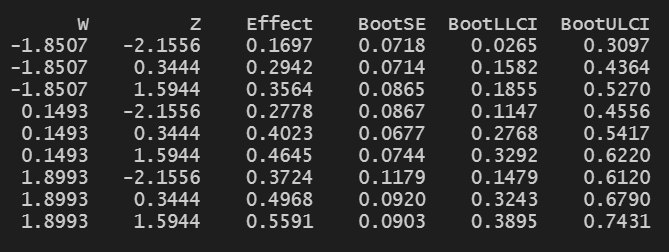 W Z Effect BootSE BootLLCI BootULCI
-1.8507 -2.1556 0.1697 0.0718 0.0265 0.3097
-1.8507 0.3444 0.2942 0.0714 0.1582 0.4364
-1.8507 1.5944 0.3564 0.0865 0.1855 0.5270
0.1493 -2.1556 0.2778 0.0867 0.1147 0.4556
0.1493 0.3444 0.4023 0.0677 0.2768 0.5417
0.1493 1.5944 0.4645 0.0744 0.3292 0.6220
1.8993 -2.1556 0.3724 0.1179 0.1479 0.6120
1.8993 0.3444 0.4968 0.0920 0.3243 0.6790
1.8993 1.5944 0.5591 0.0903 0.3895 0.7431